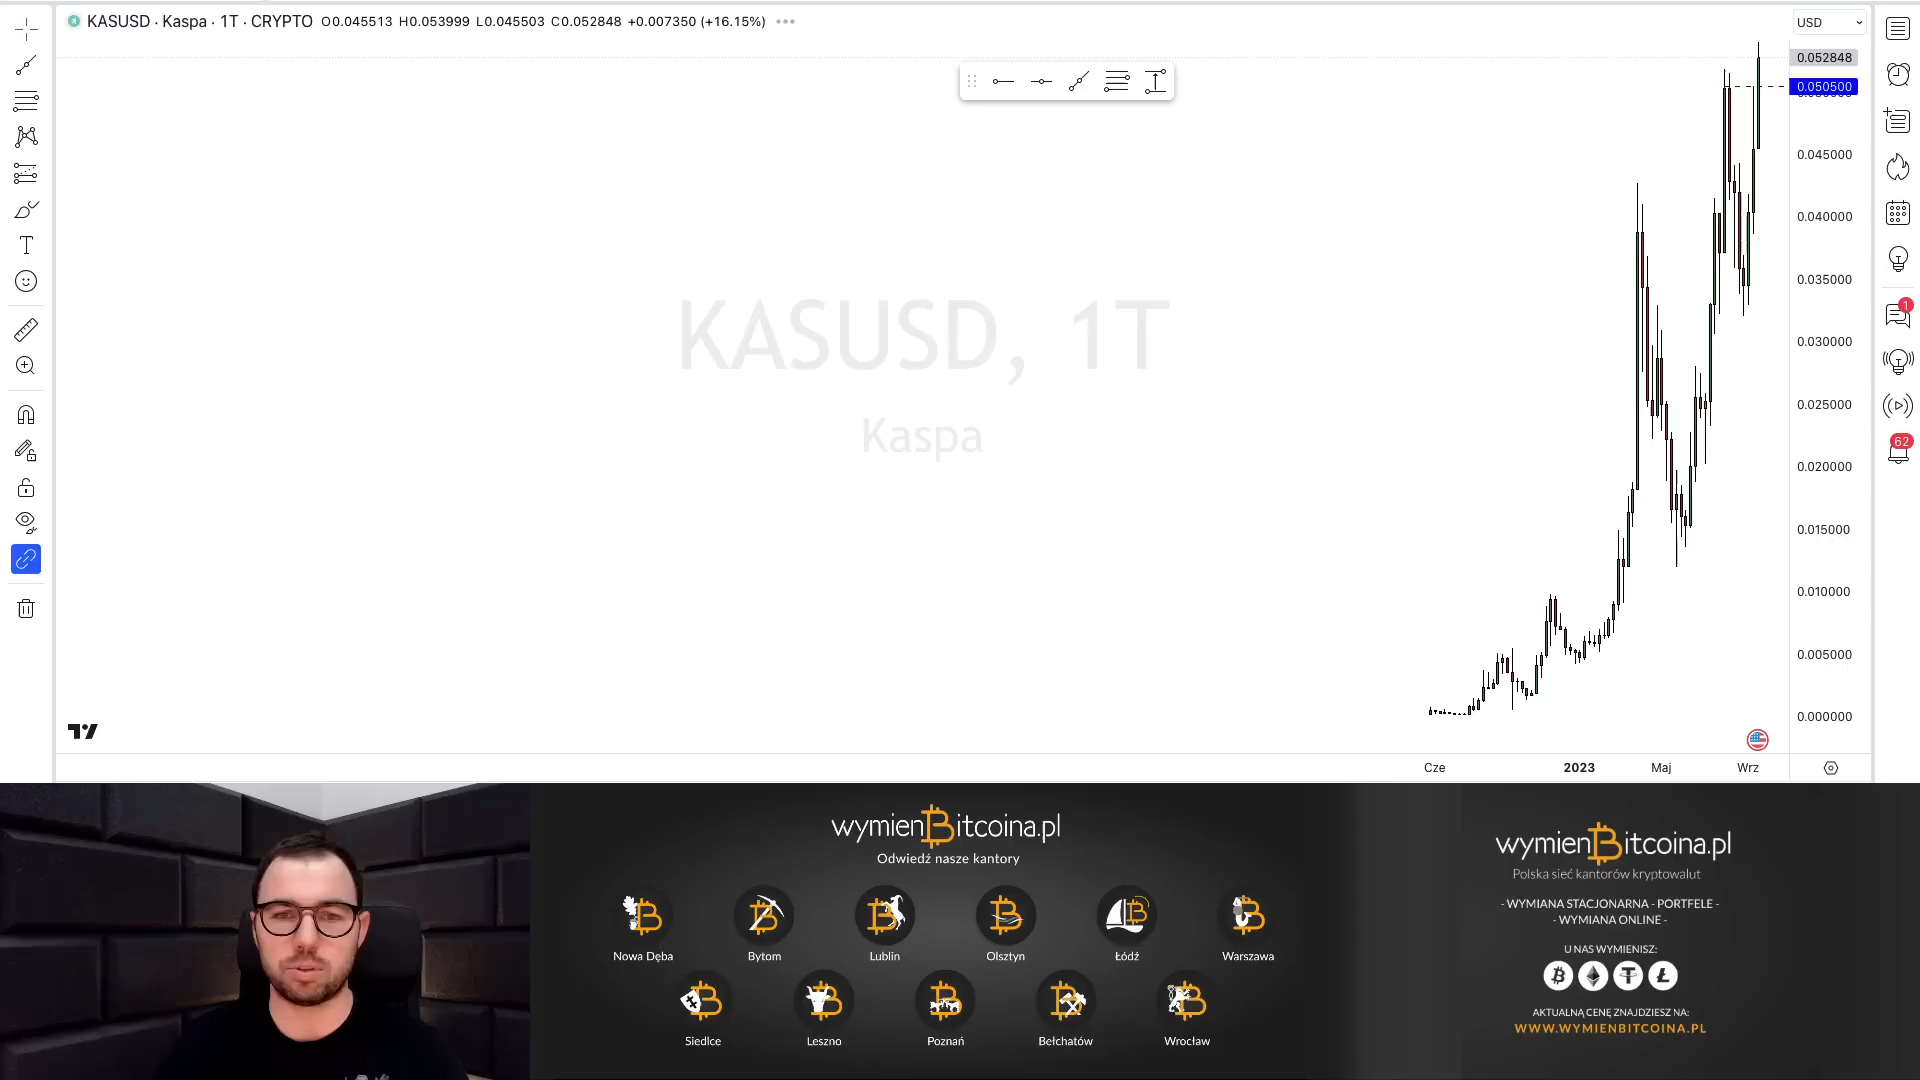 KASUSD · Kaspa · 1T · CRYPTO O0.045513 H0.053999 L0.045503 C0.052848 +0.007350 (+16.15%)
USD
0.052848
0.050500
0.045000
0.040000
0.035000
0.030000
0.025000
0.020000
0.015000
0.010000
0.005000
0.000000
KASUSD, 1T
Kaspa
1
62
Cze 2023 Maj Wrz
wymienBitcoina.pl
Odwiedź nasze kantory
Nowa Dęba Bytom Lublin Olsztyn Łódź Warszawa
Siedlce Leszno Poznań Bełchatów Wrocław
wymienBitcoina.pl
Polska sieć kantorów kryptowalut
- WYMIANA STACJONARNA - PORTFELE -
- WYMIANA ONLINE -
U NAS WYMIENISZ:
AKTUALNĄ CENĘ ZNAJDZIESZ NA:
WWW.WYMIENBITCOINA.PL